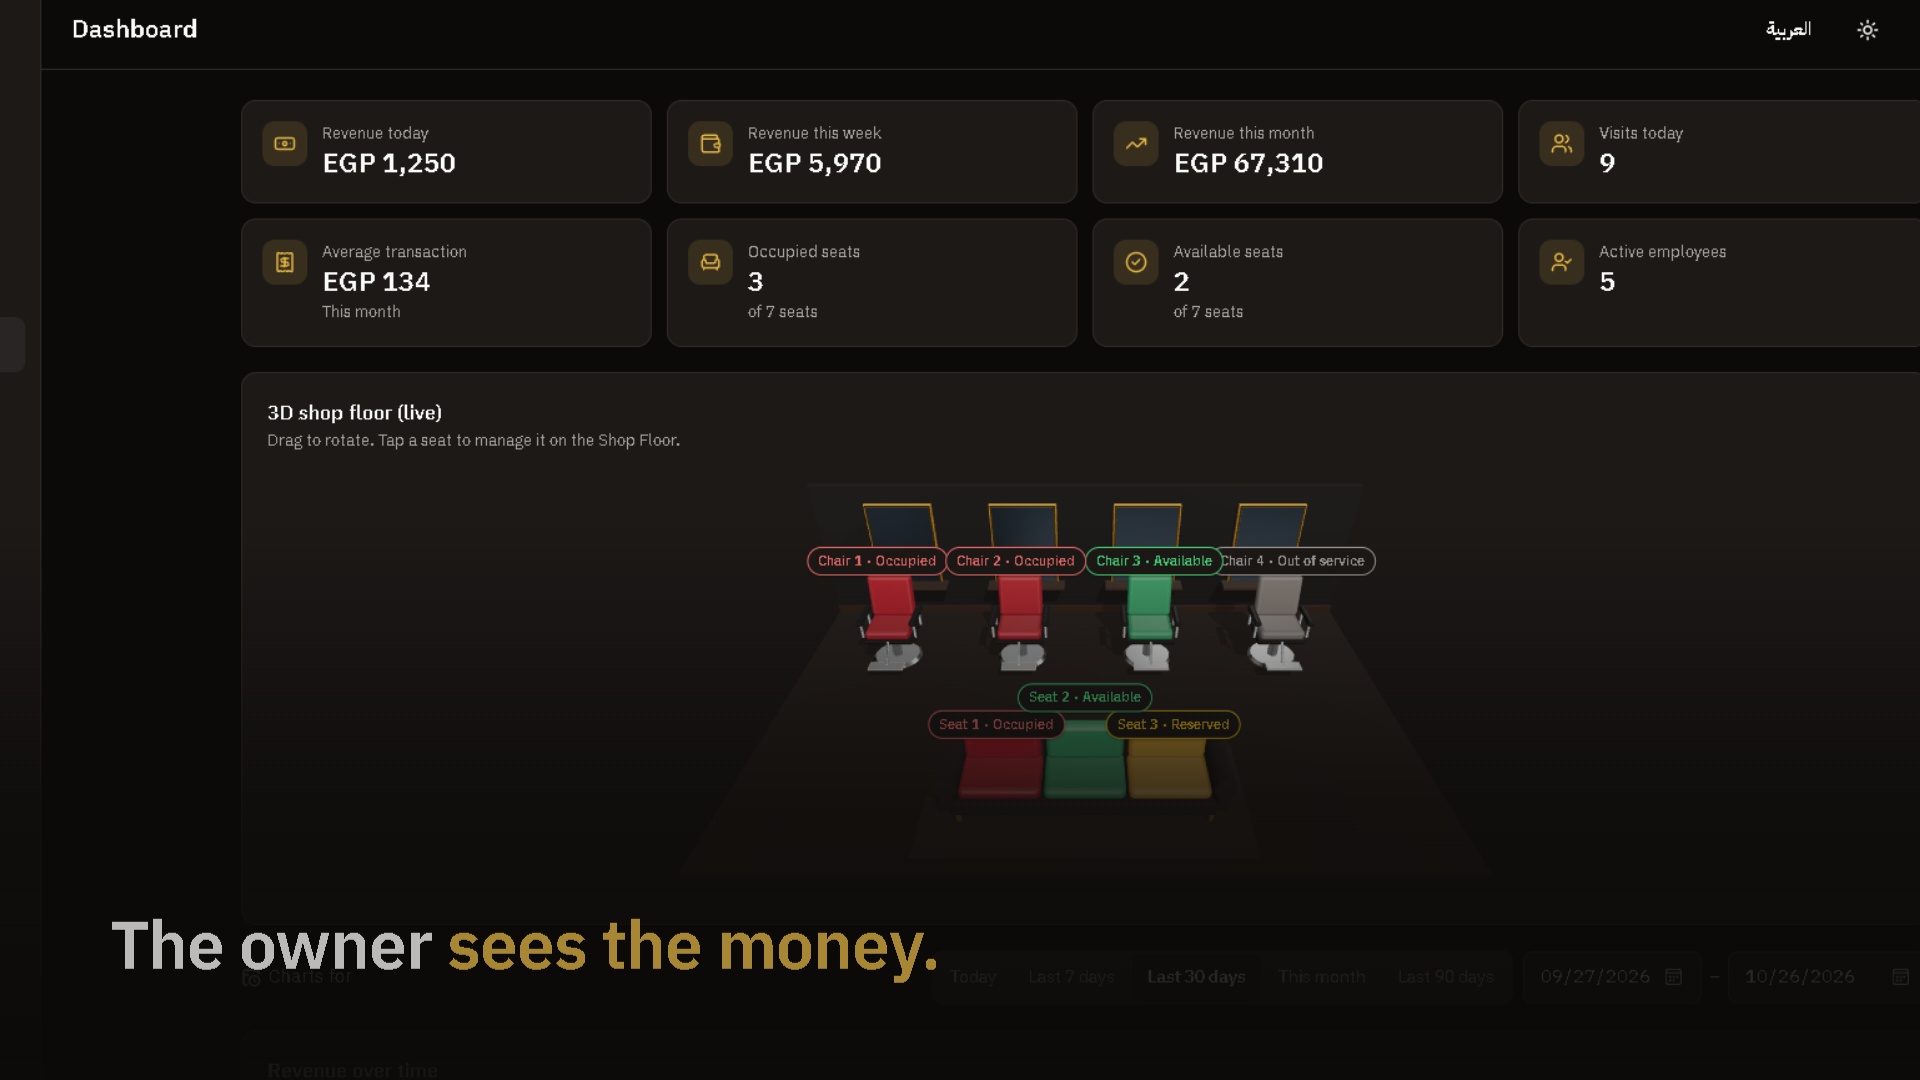 Dashboard
العربية
Revenue today
EGP 1,250
Revenue this week
EGP 5,970
Revenue this month
EGP 67,310
Visits today
9
Average transaction
EGP 134
This month
Occupied seats
3
of 7 seats
Available seats
2
of 7 seats
Active employees
5
3D shop floor (live)
Drag to rotate. Tap a seat to manage it on the Shop Floor.
Chair 1 • Occupied
Chair 2 • Occupied
Chair 3 • Available
Chair 4 • Out of service
Seat 2 • Available
Seat 1 • Occupied
Seat 3 • Reserved
The owner sees the money.
Charts for
Today
Last 7 days
Last 30 days
This month
Last 90 days
09/27/2026 – 10/26/2026
Revenue over time